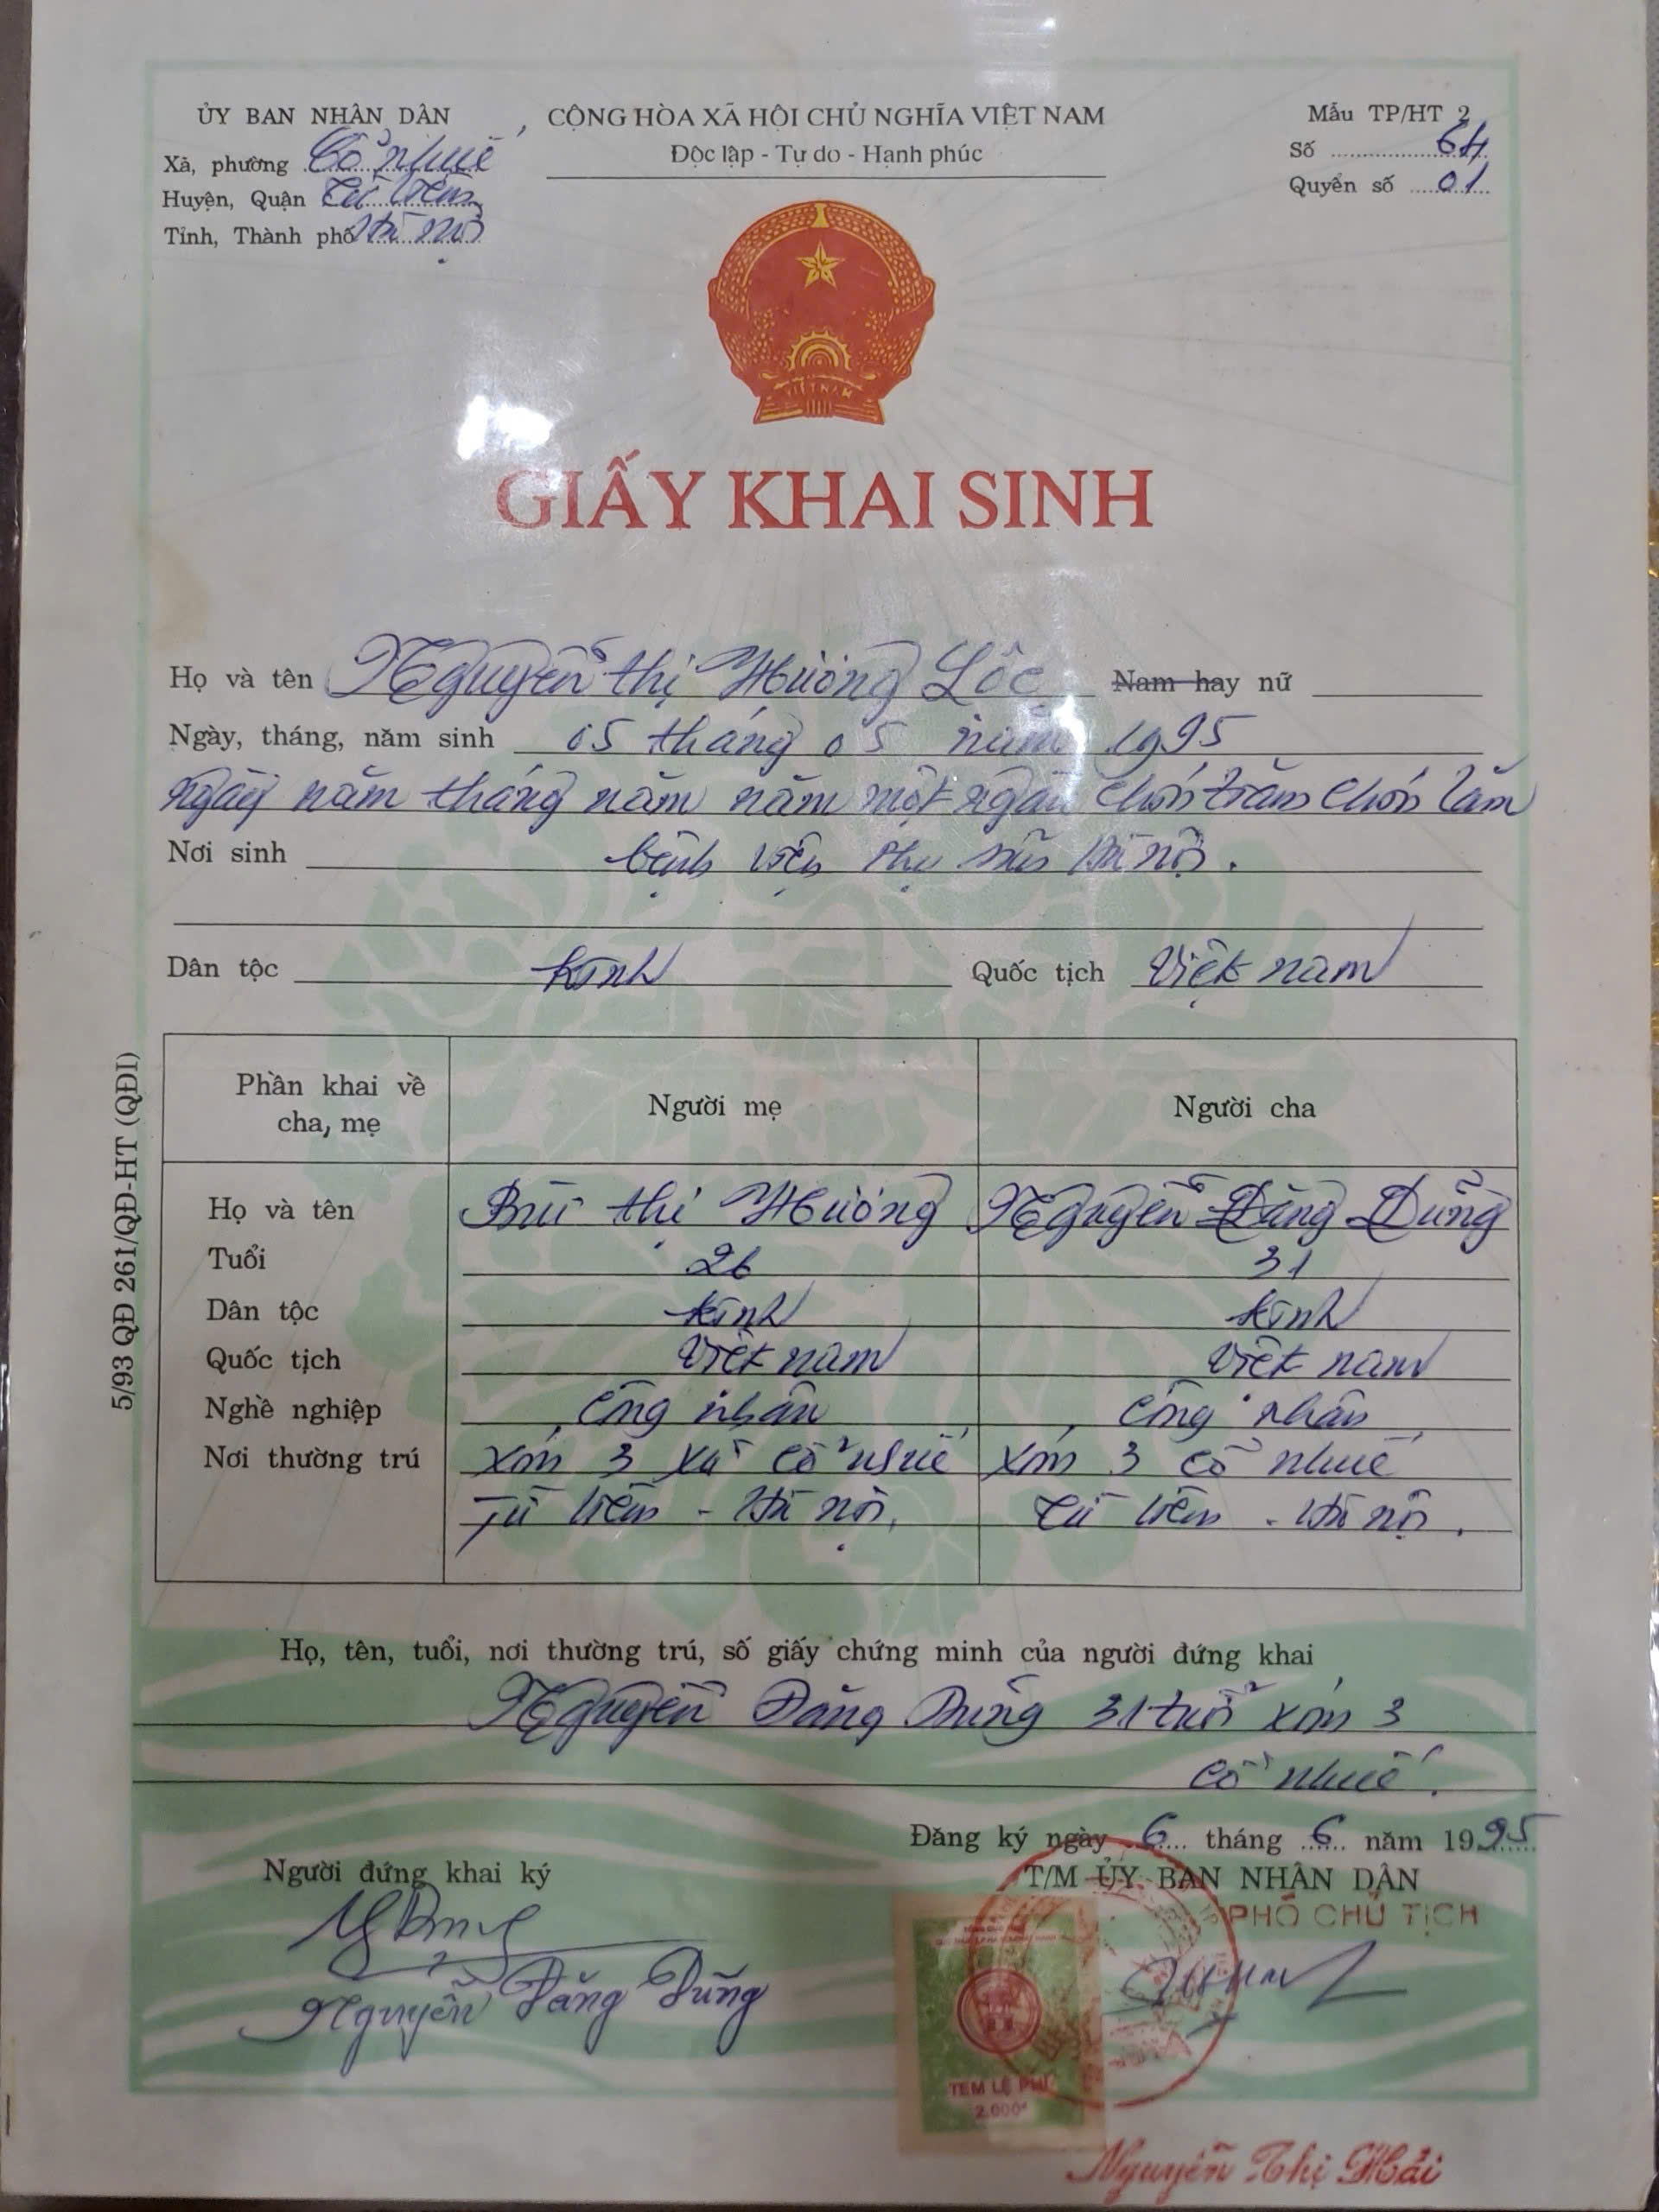 ỦY BAN NHÂN DÂN
Xã, phường Cổ Nhuế
Huyện, Quận Từ Liêm
Tỉnh, Thành phố Hà Nội
CỘNG HÒA XÃ HỘI CHỦ NGHĨA VIỆT NAM
Độc lập - Tự do - Hạnh phúc
Mẫu TP/HT 2
Số 64
Quyển số 01
GIẤY KHAI SINH
Họ và tên Nguyễn Thị Hương Lộc Nam hay nữ
Ngày, tháng, năm sinh 05 tháng 05 năm 1995
ngày năm tháng năm năm một ngàn chín trăm chín lăm
Nơi sinh bệnh viện Phụ sản Hà nội.
Dân tộc kinh Quốc tịch Việt nam
Phần khai về cha, mẹ Người mẹ Người cha
Họ và tên Bùi thị Hương Nguyễn Đăng Dũng
Tuổi 26 31
Dân tộc kinh kinh
Quốc tịch Việt nam Việt nam
Nghề nghiệp công nhân công nhân
Nơi thường trú Xóm 3 xã Cổ nhuế Xóm 3 Cổ nhuế
Từ Liêm - Hà nội. Từ Liêm - Hà nội.
Họ, tên, tuổi, nơi thường trú, số giấy chứng minh của người đứng khai
Nguyễn Đăng Dũng 31 tuổi xóm 3
Cổ nhuế.
Đăng ký ngày 6 tháng 6 năm 1995
Người đứng khai ký
T/M ỦY BAN NHÂN DÂN
PHÓ CHỦ TỊCH
Nguyễn Đăng Dũng
TEM LỆ PHÍ
2.000đ
Nguyễn Thị Hải
5/93 QĐ 261/QĐ-HT (QĐI)